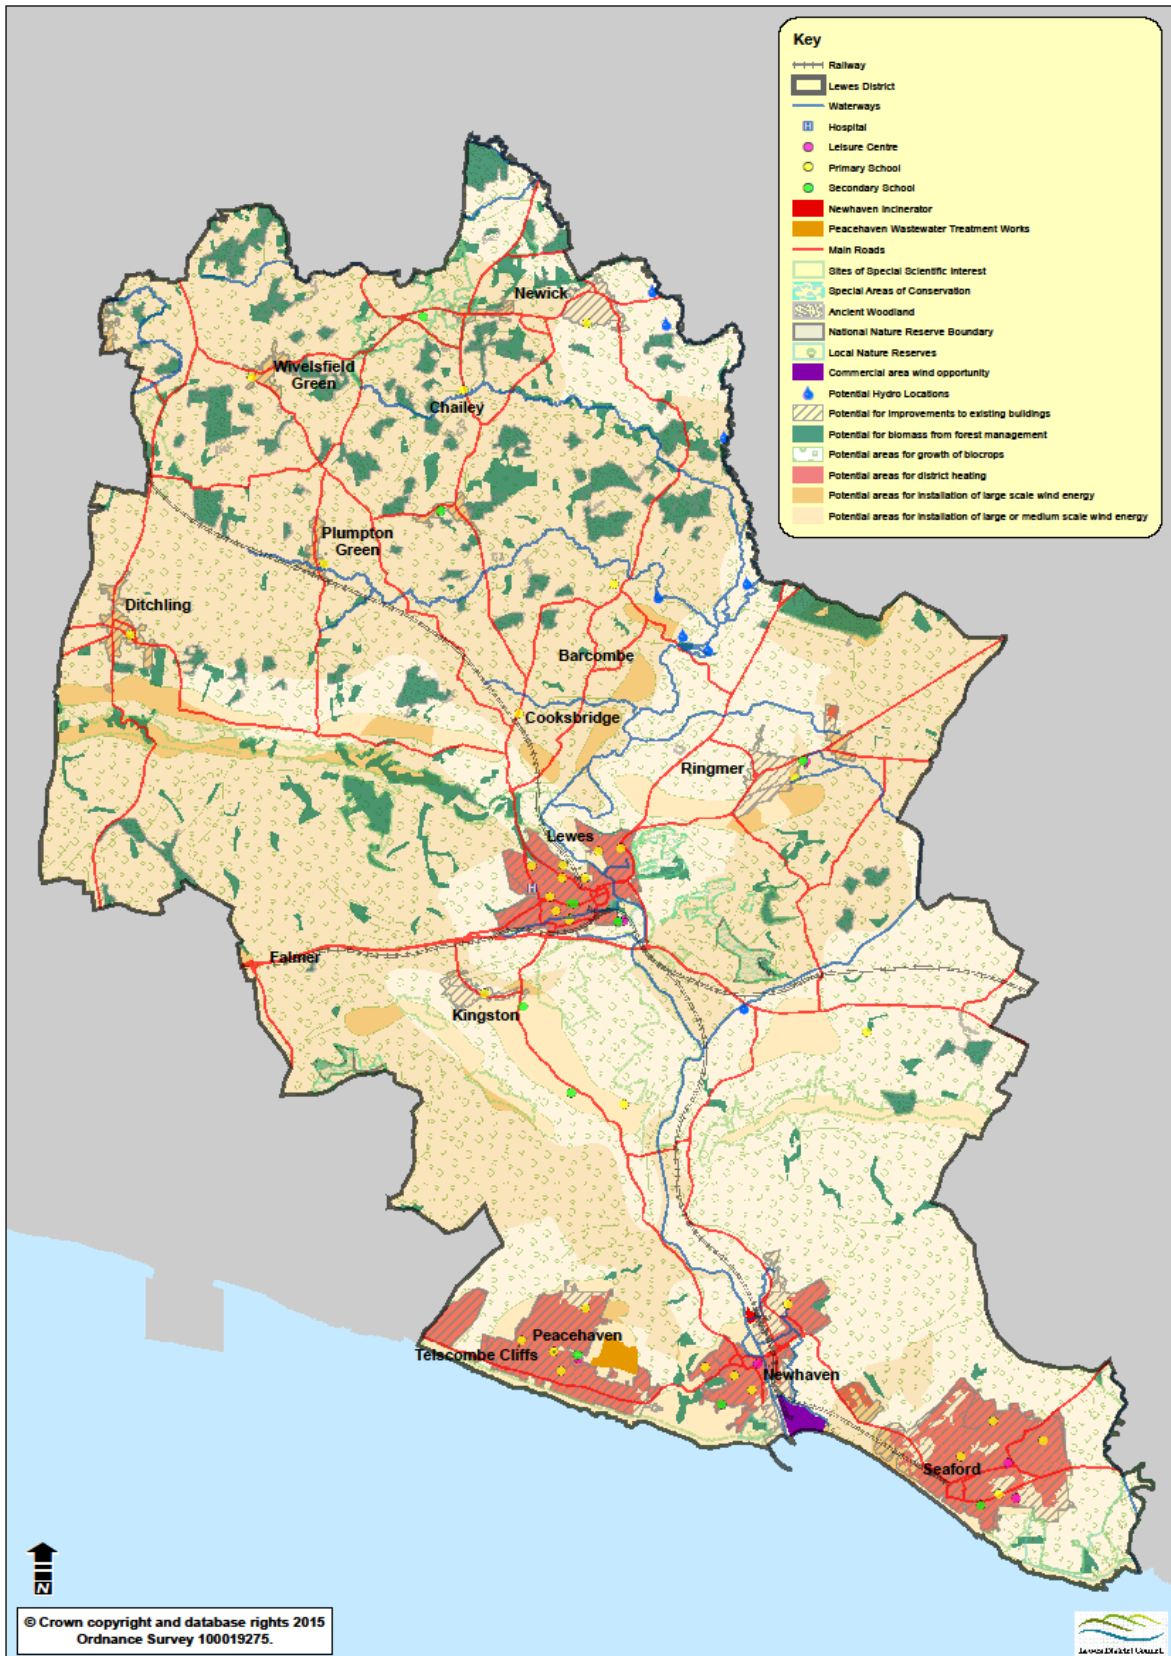 Key
Railway
Lewes District
Waterways
H
Hospital
Leisure Centre
Primary School
Secondary School
Newhaven Incinerator
Peacehaven Wastewater Treatment Works
Main Roads
Sites of Special Scientific Interest
Special Areas of Conservation
Ancient Woodland
National Nature Reserve Boundary
Local Nature Reserves
Commercial area wind opportunity
Potential Hydro Locations
Potential for improvements to existing buildings
Potential for biomass from forest management
Potential areas for growth of biocrops
Potential areas for district heating
Potential areas for installation of large scale wind energy
Potential areas for installation of large or medium scale wind energy
Newick
Wivelsfield
Green
Chailey
Plumpton
Green
Ditchling
Barcombe
Cooksbridge
Ringmer
Lewes
H
Falmer
Kingston
Peacehaven
Telscombe Cliffs
Newhaven
Seaford
N
© Crown copyright and database rights 2015
Ordnance Survey 100019275.
Lewes District Council